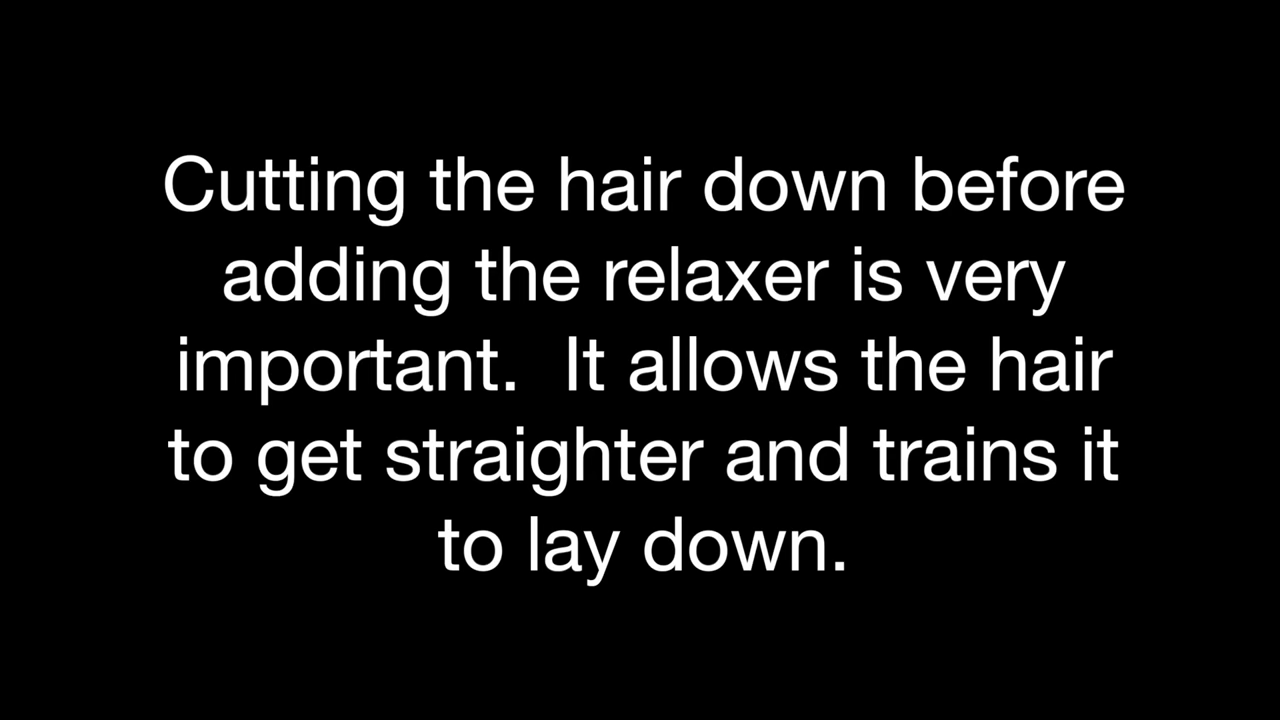 Cutting the hair down before
adding the relaxer is very
important.  It allows the hair
to get straighter and trains it
to lay down.